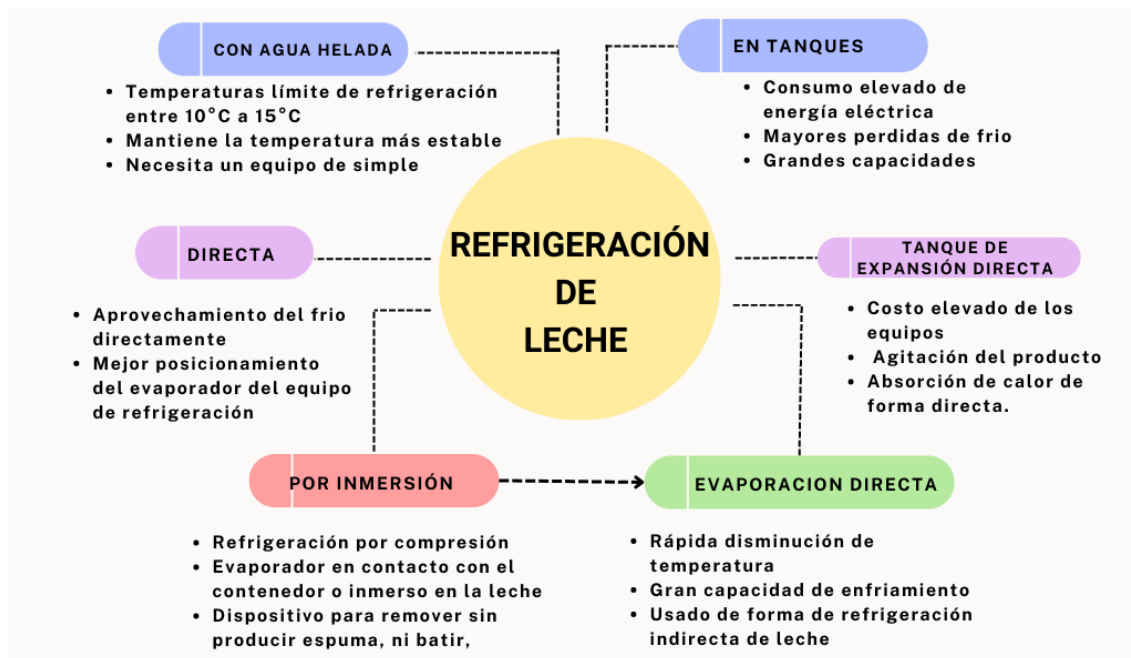 CON AGUA HELADA
• Temperaturas límite de refrigeración
entre 10°C a 15°C
• Mantiene la temperatura más estable
• Necesita un equipo de simple
EN TANQUES
• Consumo elevado de
energía eléctrica
• Mayores perdidas de frio
• Grandes capacidades
REFRIGERACIÓN
DE
LECHE
DIRECTA
• Aprovechamiento del frio
directamente
• Mejor posicionamiento
del evaporador del equipo
de refrigeración
TANQUE DE
EXPANSIÓN DIRECTA
• Costo elevado de los
equipos
• Agitación del producto
• Absorción de calor de
forma directa.
POR INMERSIÓN
• Refrigeración por compresión
• Evaporador en contacto con el
contenedor o inmerso en la leche
• Dispositivo para remover sin
producir espuma, ni batir,
EVAPORACION DIRECTA
• Rápida disminución de
temperatura
• Gran capacidad de enfriamiento
• Usado de forma de refrigeración
indirecta de leche